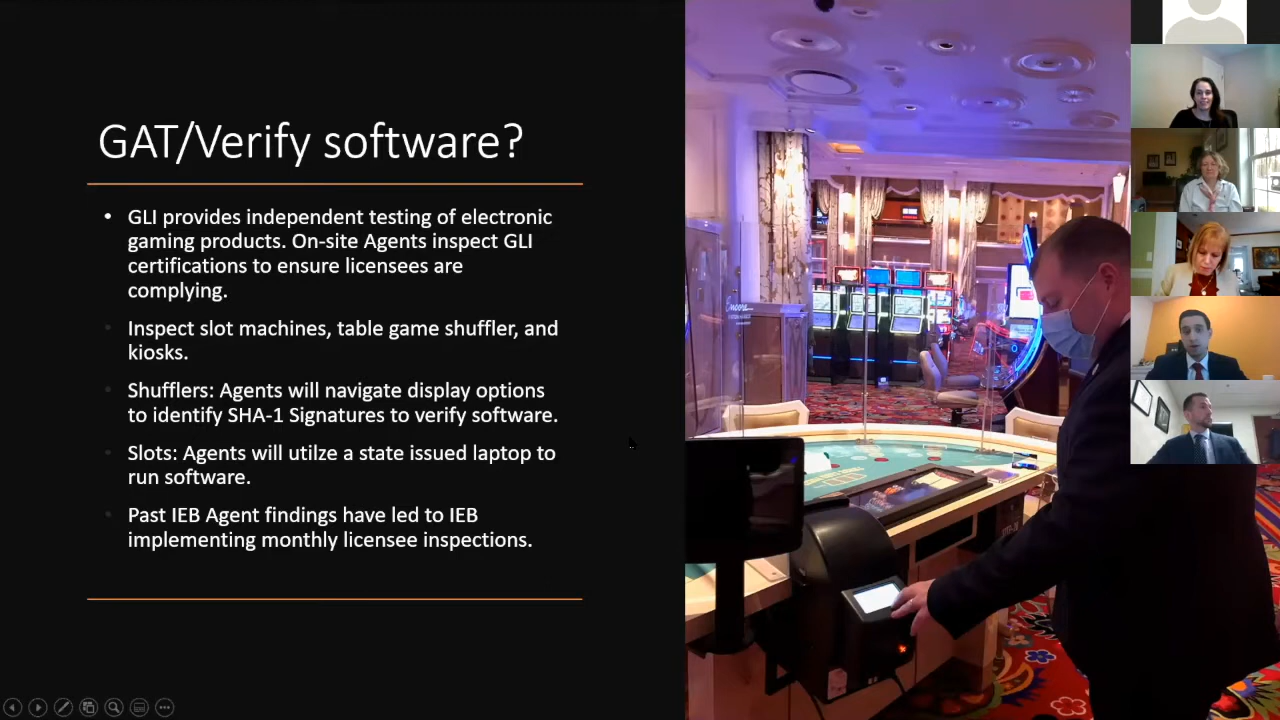 GAT/Verify software?
• GLI provides independent testing of electronic
gaming products. On-site Agents inspect GLI
certifications to ensure licensees are
complying.
• Inspect slot machines, table game shuffler, and
kiosks.
• Shufflers: Agents will navigate display options
to identify SHA-1 Signatures to verify software.
• Slots: Agents will utilze a state issued laptop to
run software.
• Past IEB Agent findings have led to IEB
implementing monthly licensee inspections.
Encore